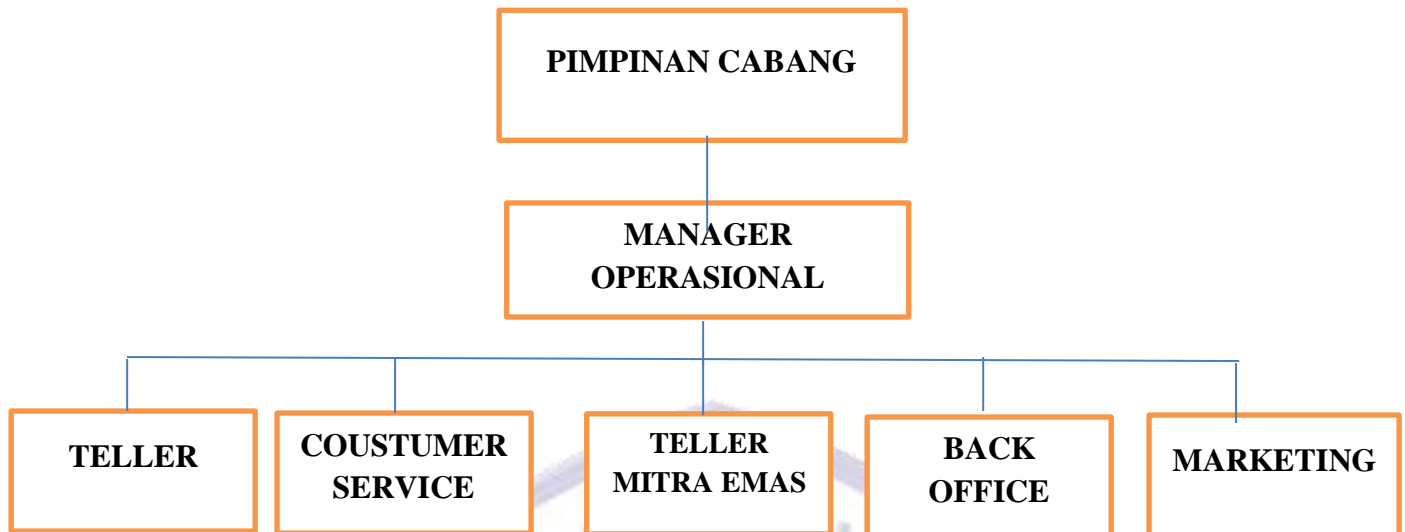 PIMPINAN CABANG
MANAGER
OPERASIONAL
TELLER
COUSTUMER
SERVICE
TELLER
MITRA EMAS
BACK
OFFICE
MARKETING